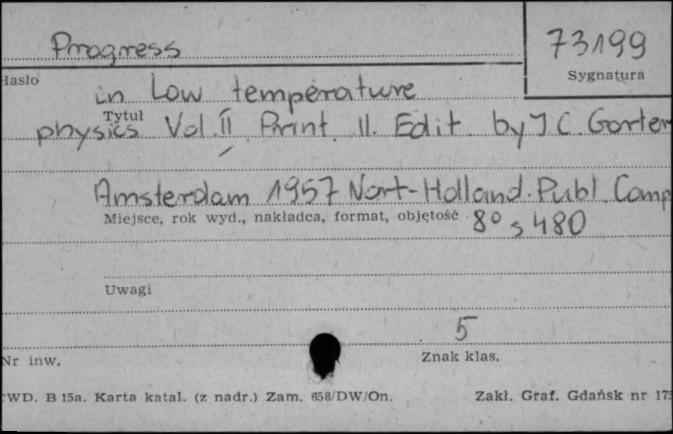 Progress
73199
Hasło
Sygnatura
in Low temperature
Tytuł
physics Vol. II Print. II. Edit. by J. C. Gorter
Amsterdam 1957 Nort-Holland. Publ. Comp
Miejsce, rok wyd., nakładca, format, objętość 8° s 480
Uwagi
5
Nr inw.
Znak klas.
WD. B 15a. Karta katal. (z nadr.) Zam. 658/DW/On.
Zakł. Graf. Gdańsk nr 175